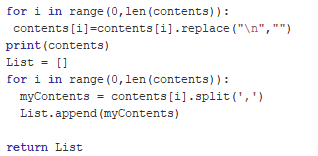 for i in range(0,len(contents)):
 contents[i]=contents[i].replace("\n","")
print(contents)
List = []
for i in range(0,len(contents)):
  myContents = contents[i].split(',')
  List.append(myContents)

return List